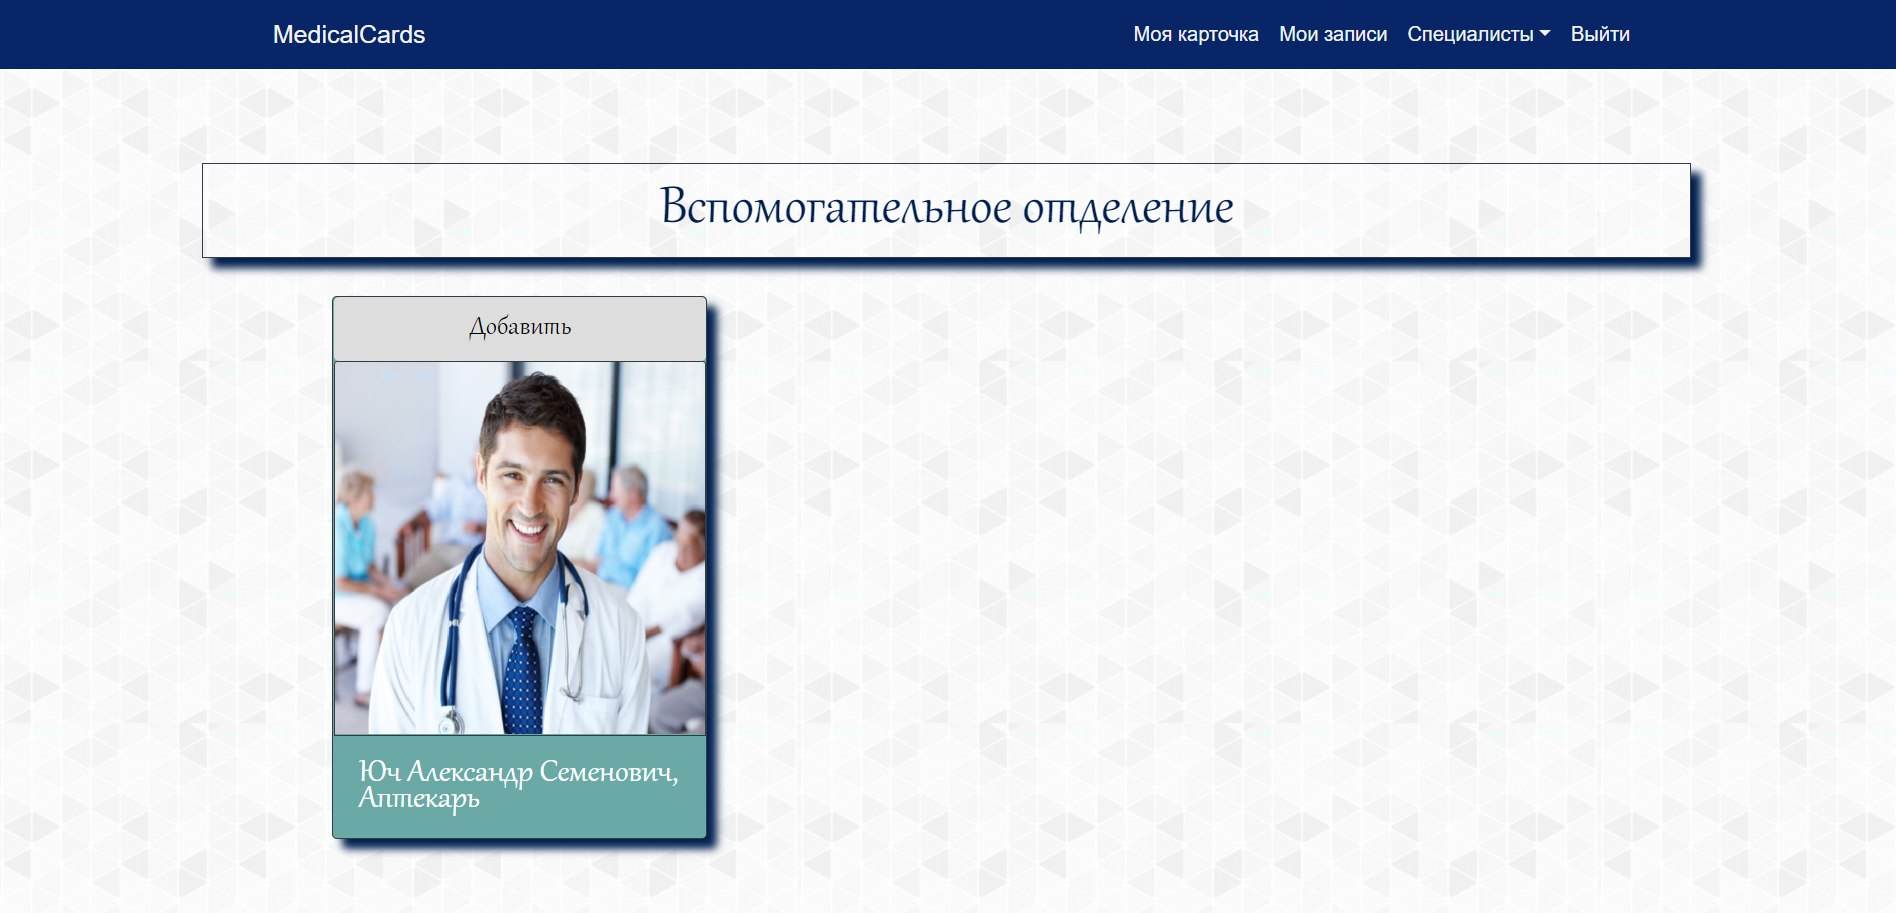 MedicalCards
Моя карточка
Мои записи
Специалисты
Выйти
Вспомогательное отделение
Добавить
Юч Александр Семенович,
Аптекарь